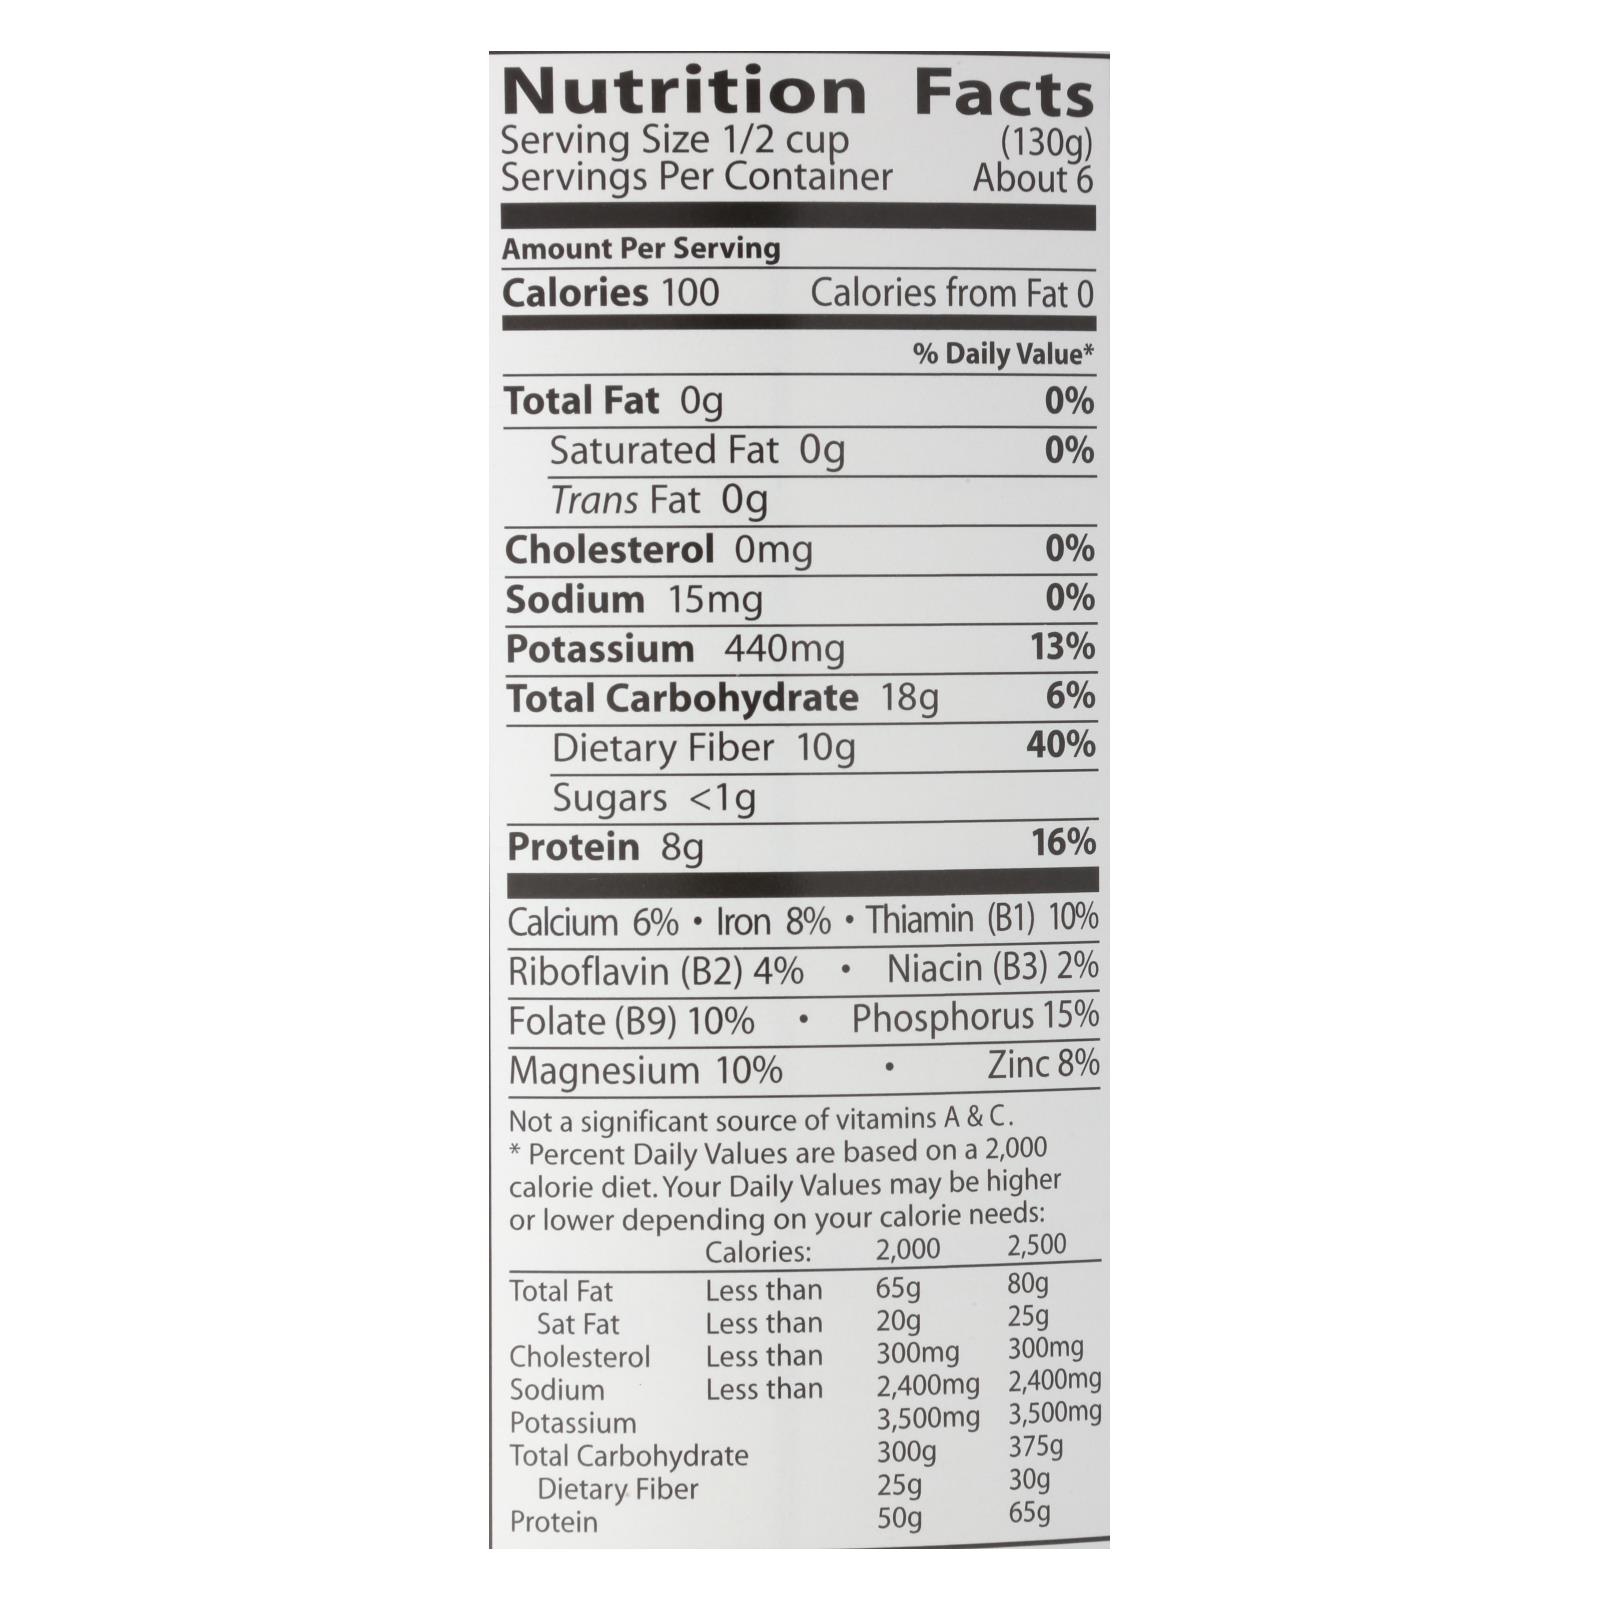 Nutrition Facts
Serving Size 1/2 cup (130g)
Servings Per Container About 6
Amount Per Serving
Calories 100 Calories from Fat 0
% Daily Value*
Total Fat 0g 0%
Saturated Fat 0g 0%
Trans Fat 0g
Cholesterol 0mg 0%
Sodium 15mg 0%
Potassium 440mg 13%
Total Carbohydrate 18g 6%
Dietary Fiber 10g 40%
Sugars <1g
Protein 8g 16%
Calcium 6% • Iron 8% • Thiamin (B1) 10%
Riboflavin (B2) 4% • Niacin (B3) 2%
Folate (B9) 10% • Phosphorus 15%
Magnesium 10% • Zinc 8%
Not a significant source of vitamins A & C.
* Percent Daily Values are based on a 2,000
calorie diet. Your Daily Values may be higher
or lower depending on your calorie needs:
Calories: 2,000 2,500
Total Fat Less than 65g 80g
Sat Fat Less than 20g 25g
Cholesterol Less than 300mg 300mg
Sodium Less than 2,400mg 2,400mg
Potassium 3,500mg 3,500mg
Total Carbohydrate 300g 375g
Dietary Fiber 25g 30g
Protein 50g 65g